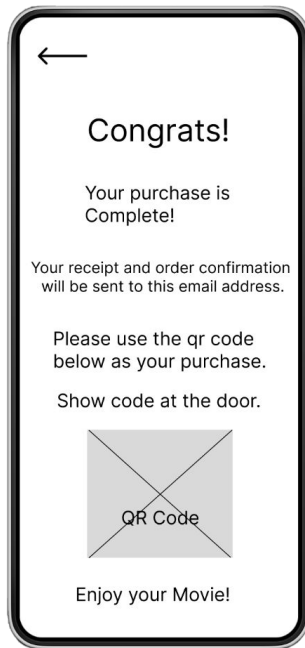 Congrats!
Your purchase is
Complete!
Your receipt and order confirmation
will be sent to this email address.
Please use the qr code
below as your purchase.
Show code at the door.
QR Code
Enjoy your Movie!